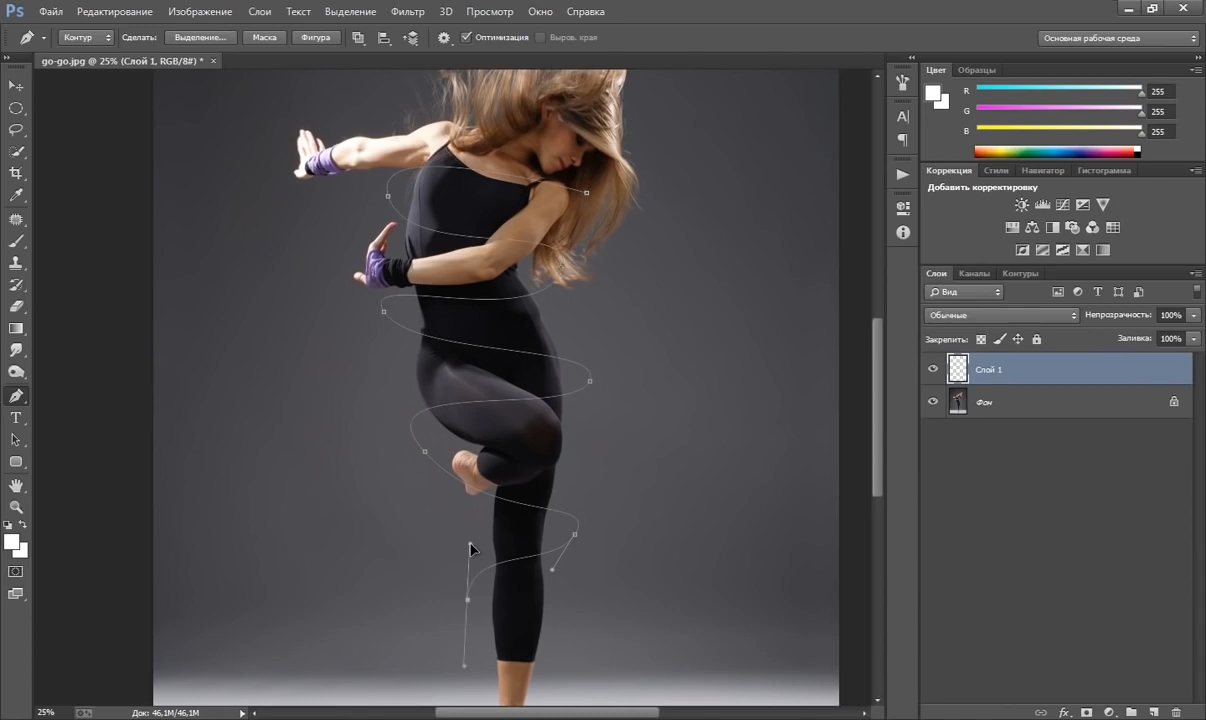 Ps Файл Редактирование Изображение Слои Текст Выделение Фильтр 3D Просмотр Окно Справка
Контур Сделать: Выделение... Маска Фигура Оптимизация Выров. края Основная рабочая среда
go-go.jpg @ 25% (Слой 1, RGB/8#) * ×
Цвет Образцы
R 255
G 255
B 255
Коррекция Стили Навигатор Гистограмма
Добавить корректировку
Слои Каналы Контуры
Вид
Обычные Непрозрачность: 100%
Закрепить: Заливка: 100%
Слой 1
Фон
25% Док: 46,1M/46,1M